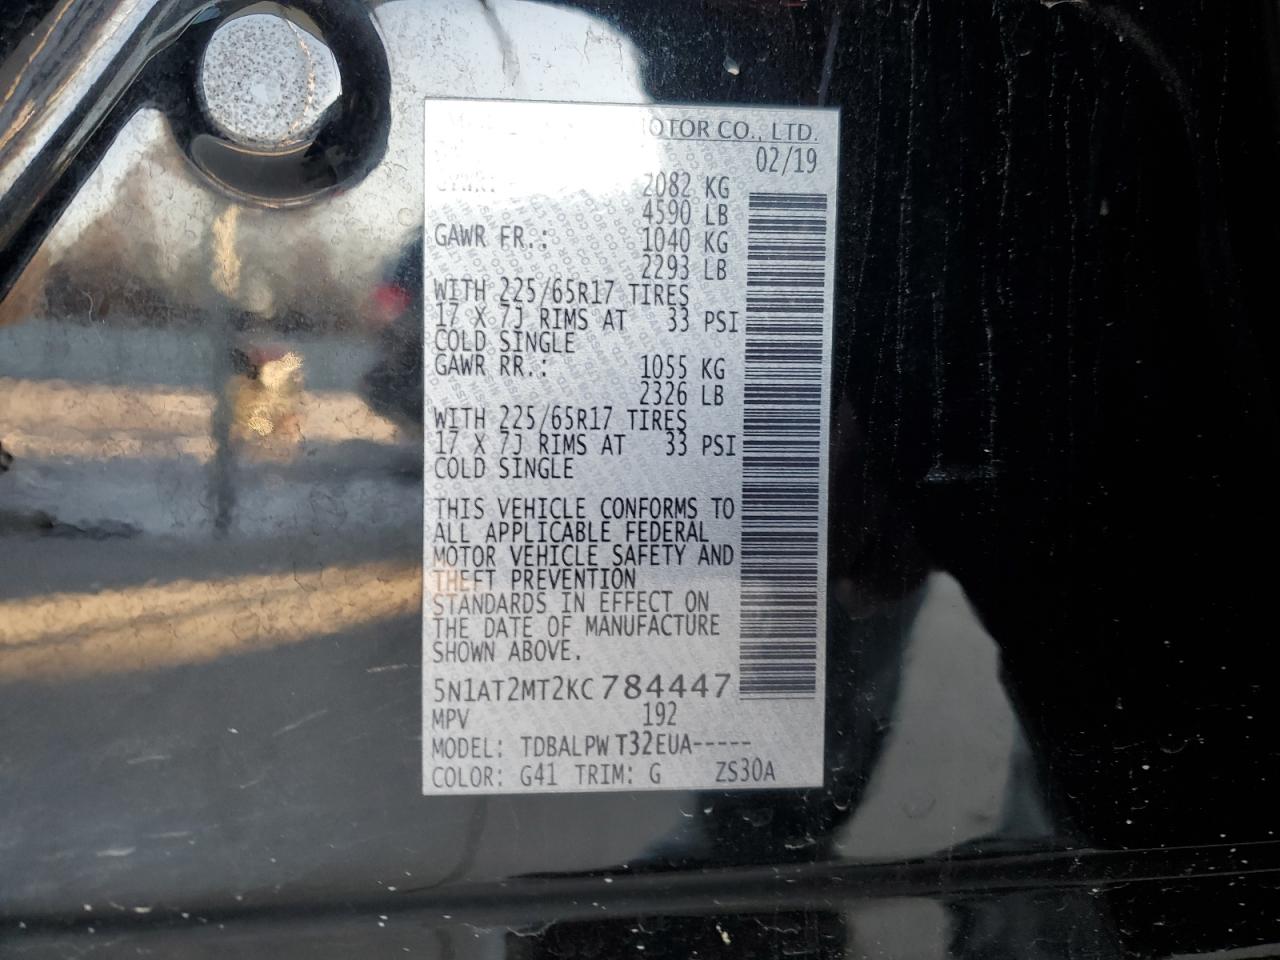 MOTOR CO., LTD.
02/19
2082 KG
4590 LB
GAWR FR.: 1040 KG
2293 LB
WITH 225/65R17 TIRES
17 X 7J RIMS AT 33 PSI
COLD SINGLE
GAWR RR.: 1055 KG
2326 LB
WITH 225/65R17 TIRES
17 X 7J RIMS AT 33 PSI
COLD SINGLE
THIS VEHICLE CONFORMS TO
ALL APPLICABLE FEDERAL
MOTOR VEHICLE SAFETY AND
THEFT PREVENTION
STANDARDS IN EFFECT ON
THE DATE OF MANUFACTURE
SHOWN ABOVE.
5N1AT2MT2KC784447
MPV 192
MODEL: TDBALPWT32EUA-----
COLOR: G41 TRIM: G ZS30A